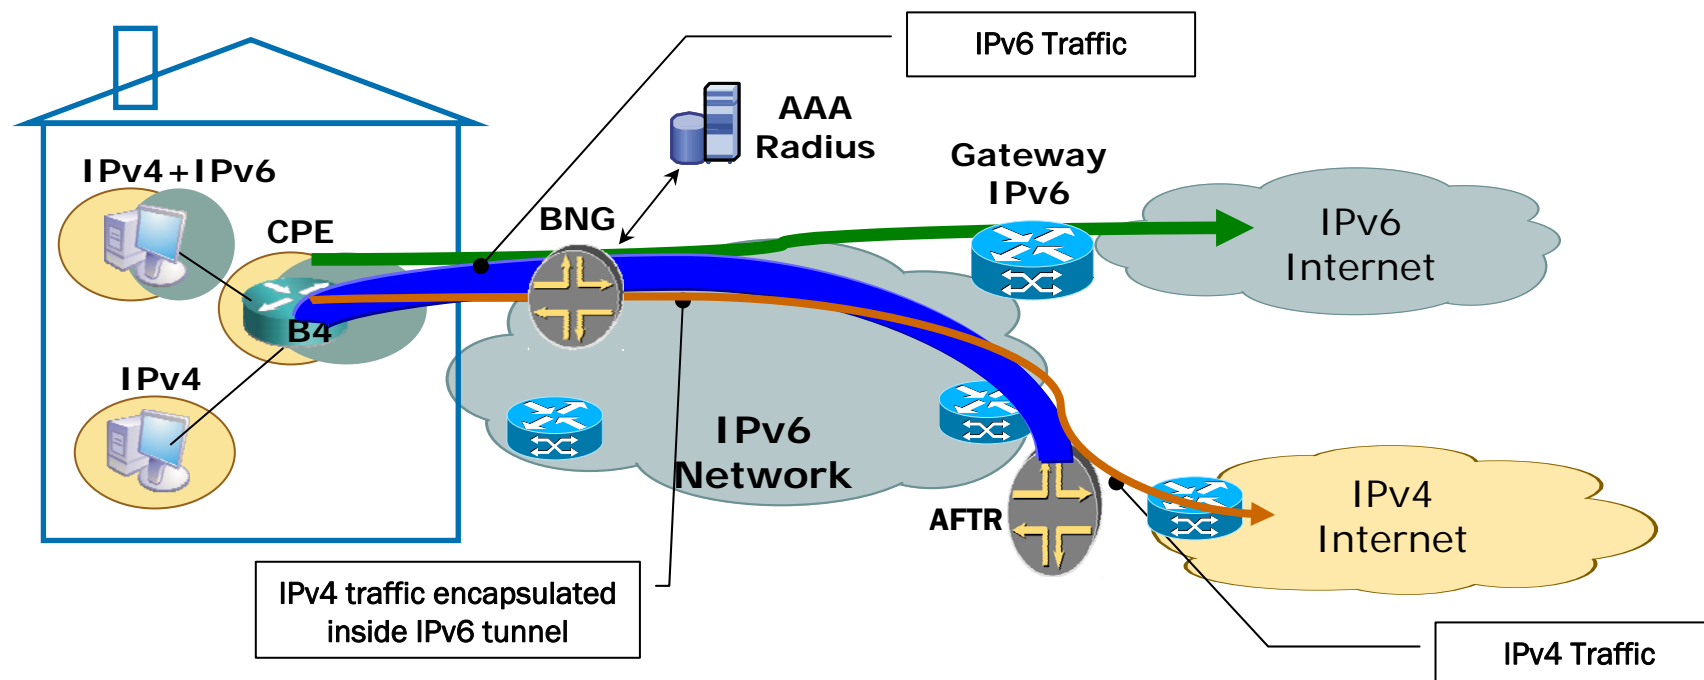 IPv6 Traffic
AAA
Radius
Gateway
IPv6
IPv4+IPv6
CPE
BNG
IPv6
Internet
B4
IPv4
IPv6
Network
AFTR
IPv4
Internet
IPv4 traffic encapsulated
inside IPv6 tunnel
IPv4 Traffic